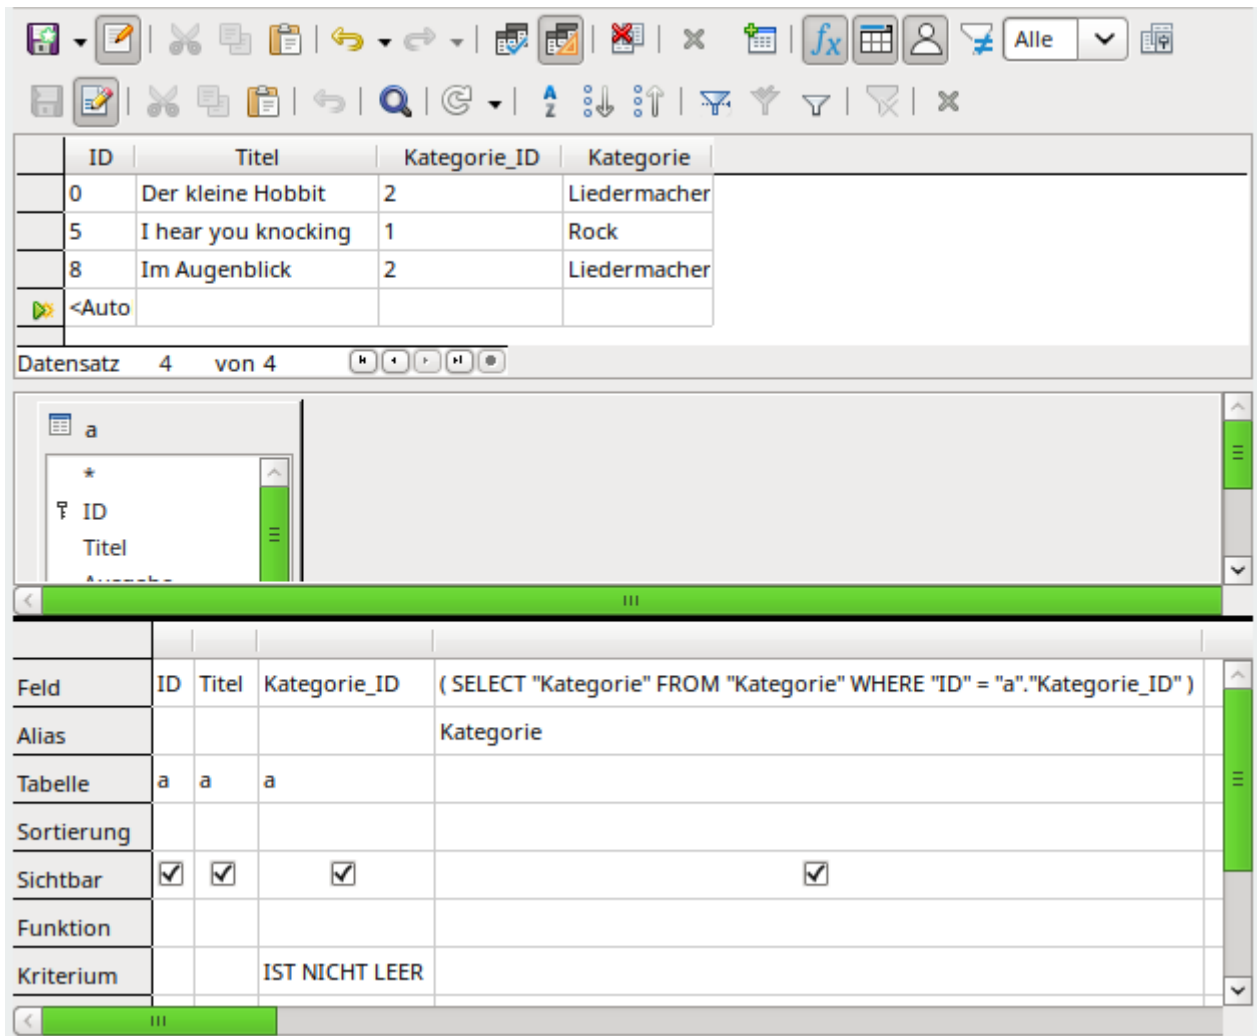 fx Alle
A
Z
ID Titel Kategorie_ID Kategorie
0 Der kleine Hobbit 2 Liedermacher
5 I hear you knocking 1 Rock
8 Im Augenblick 2 Liedermacher
<Auto
Datensatz 4 von 4
a
*
ID
Titel
Feld ID Titel Kategorie_ID ( SELECT "Kategorie" FROM "Kategorie" WHERE "ID" = "a"."Kategorie_ID" )
Alias Kategorie
Tabelle a a a
Sortierung
Sichtbar
Funktion
Kriterium IST NICHT LEER